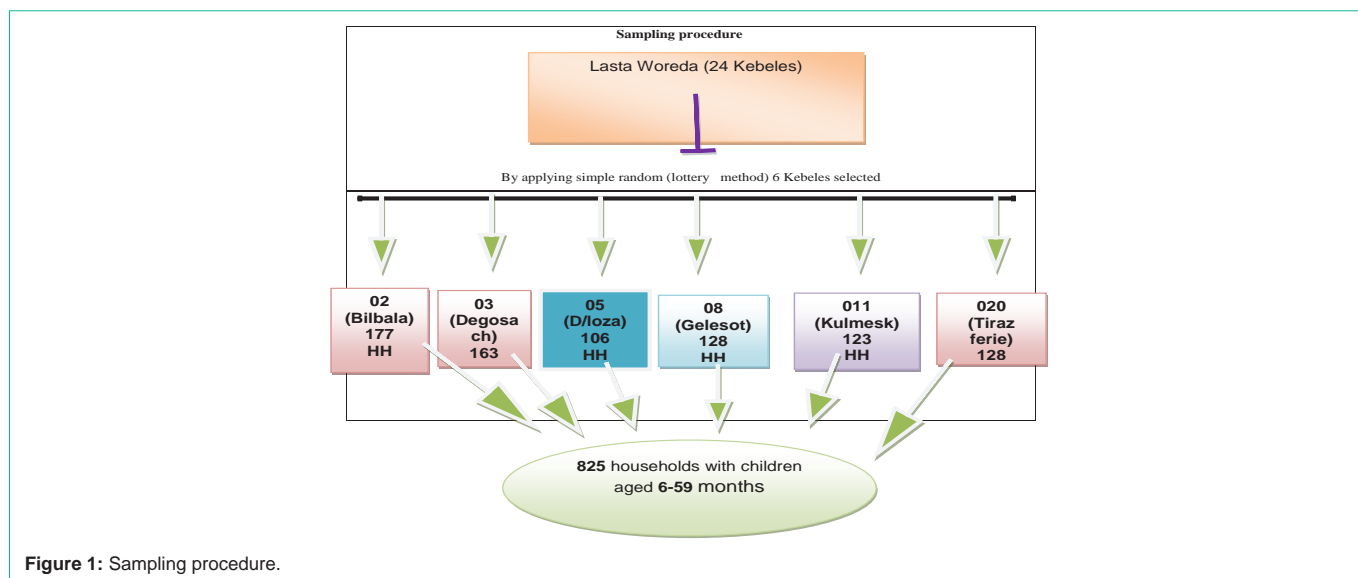 Sampling procedure
Lasta Woreda (24 Kebeles)
By applying simple random (lottery method) 6 Kebeles selected
02
(Bilbala)
177
HH
03
(Degosa
ch)
163
05
(D/loza)
106
HH
08
(Gelesot)
128
HH
011
(Kulmesk)
123
HH
020
(Tiraz
ferie)
128
825 households with children
aged 6-59 months
Figure 1: Sampling procedure.